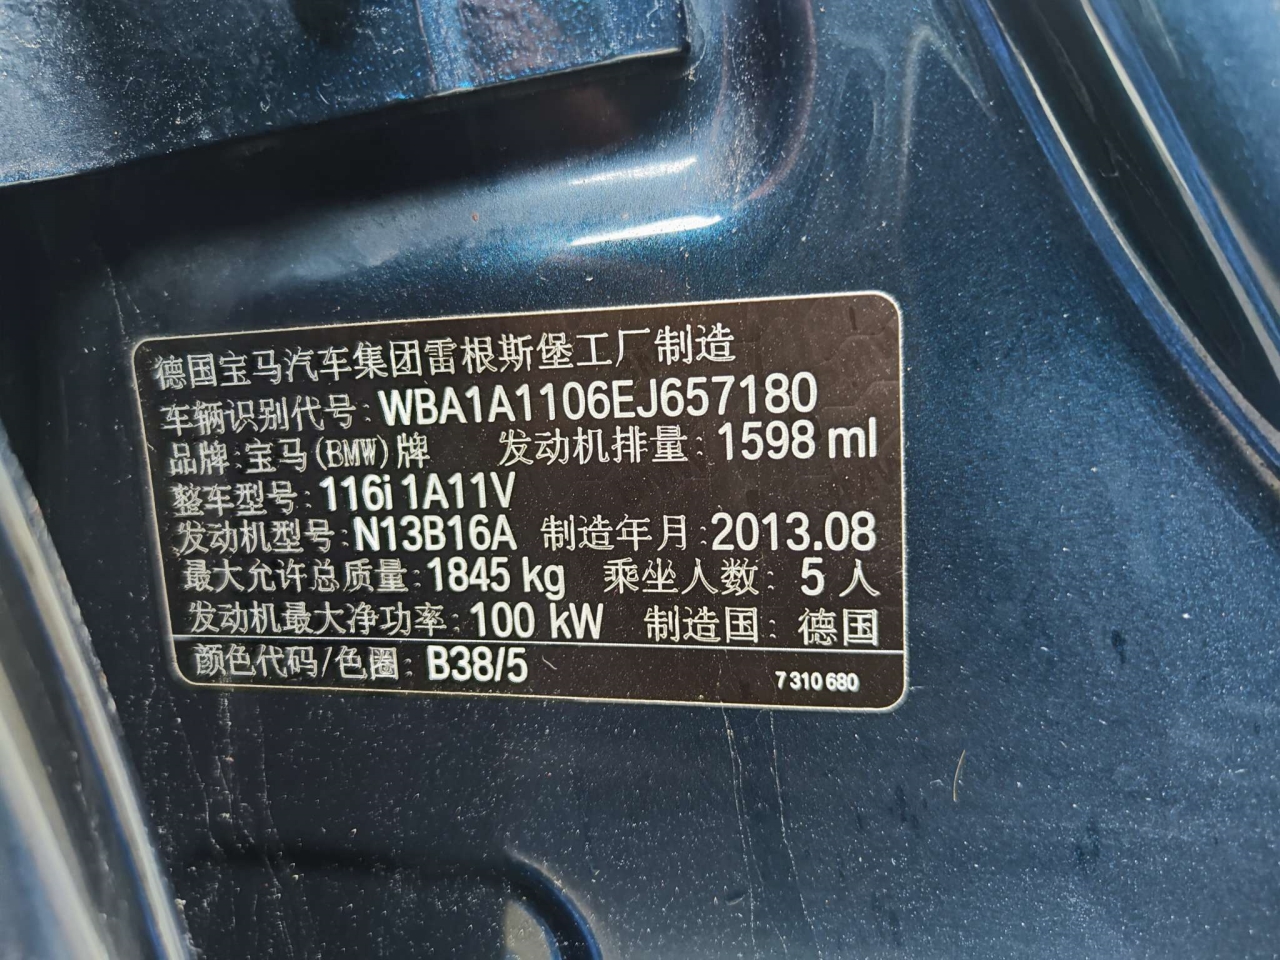 德国宝马汽车集团雷根斯堡工厂制造
车辆识别代号:WBA1A1106EJ657180
品牌:宝马(BMW)牌 发动机排量:1598 ml
整车型号:116i 1A11V
发动机型号:N13B16A 制造年月:2013.08
最大允许总质量:1845 kg 乘坐人数:5 人
发动机最大净功率:100 kW 制造国:德国
颜色代码/色圈:B38/5 7 310 680